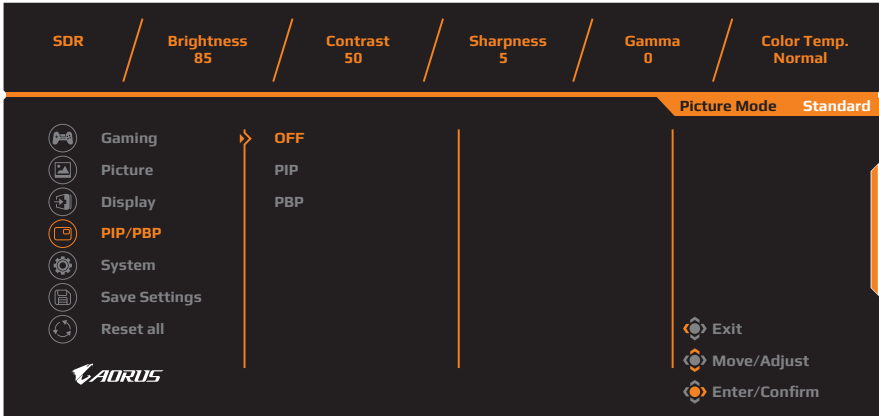 SDR
Brightness
85
Contrast
50
Sharpness
5
Gamma
0
Color Temp.
Normal
Picture Mode Standard
Gaming
Picture
Display
PIP/PBP
System
Save Settings
Reset all
OFF
PIP
PBP
Exit
Move/Adjust
Enter/Confirm
AORUS